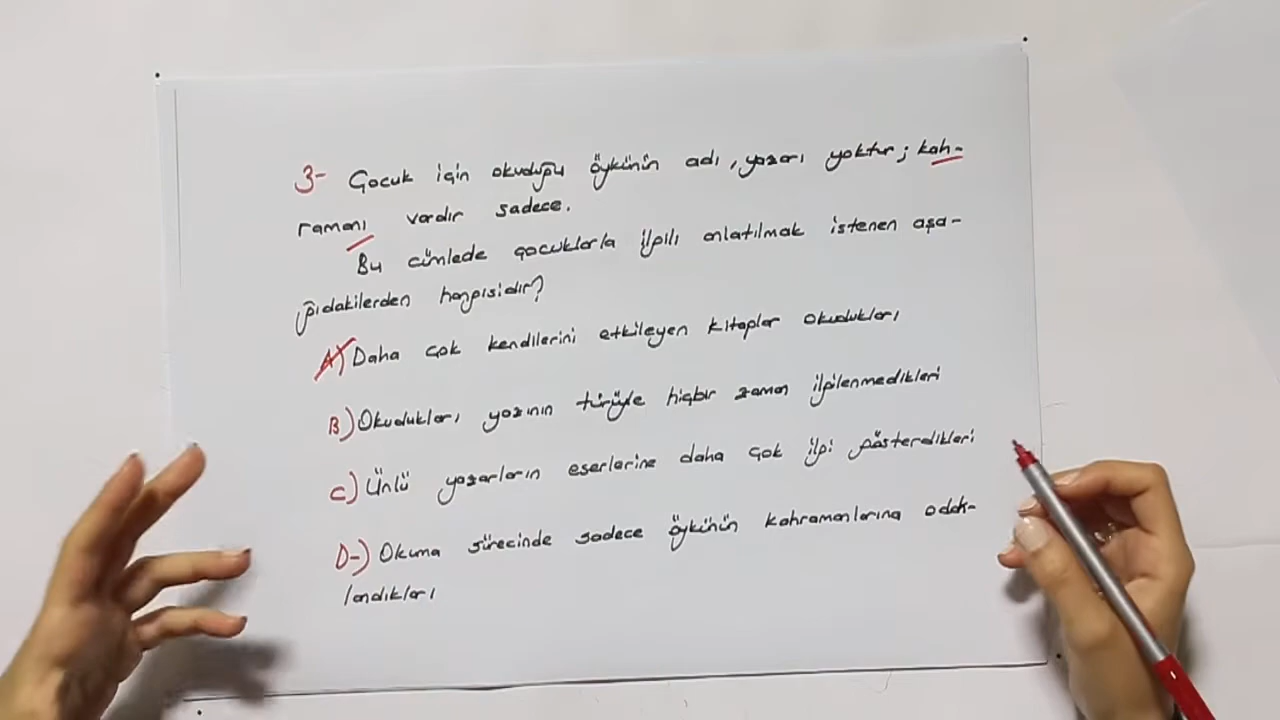 3- Çocuk için okuduğu öykünün adı, yazarı yoktur; kah-
ramanı vardır sadece.
Bu cümlede çocuklarla ilgili anlatılmak istenen aşa-
ğıdakilerden hangisidir?
A) Daha çok kendilerini etkileyen kitaplar okudukları
B) Okudukları yazının türüyle hiçbir zaman ilgilenmedikleri
C) Ünlü yazarların eserlerine daha çok ilgi gösterdikleri
D-) Okuma sürecinde sadece öykünün kahramanlarına odak-
landıkları